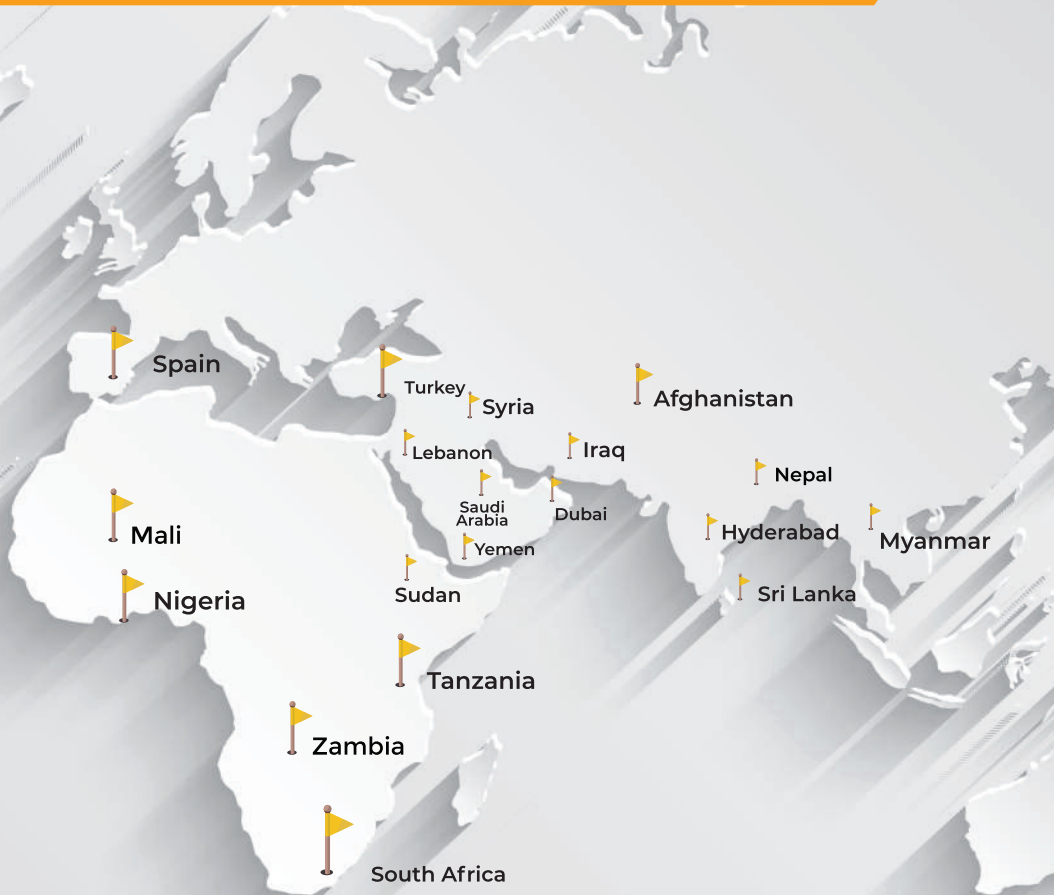 Spain
Turkey
Syria
Afghanistan
Lebanon
Iraq
Nepal
Saudi
Arabia
Dubai
Mali
Hyderabad
Myanmar
Yemen
Sudan
Nigeria
Sri Lanka
Tanzania
Zambia
South Africa